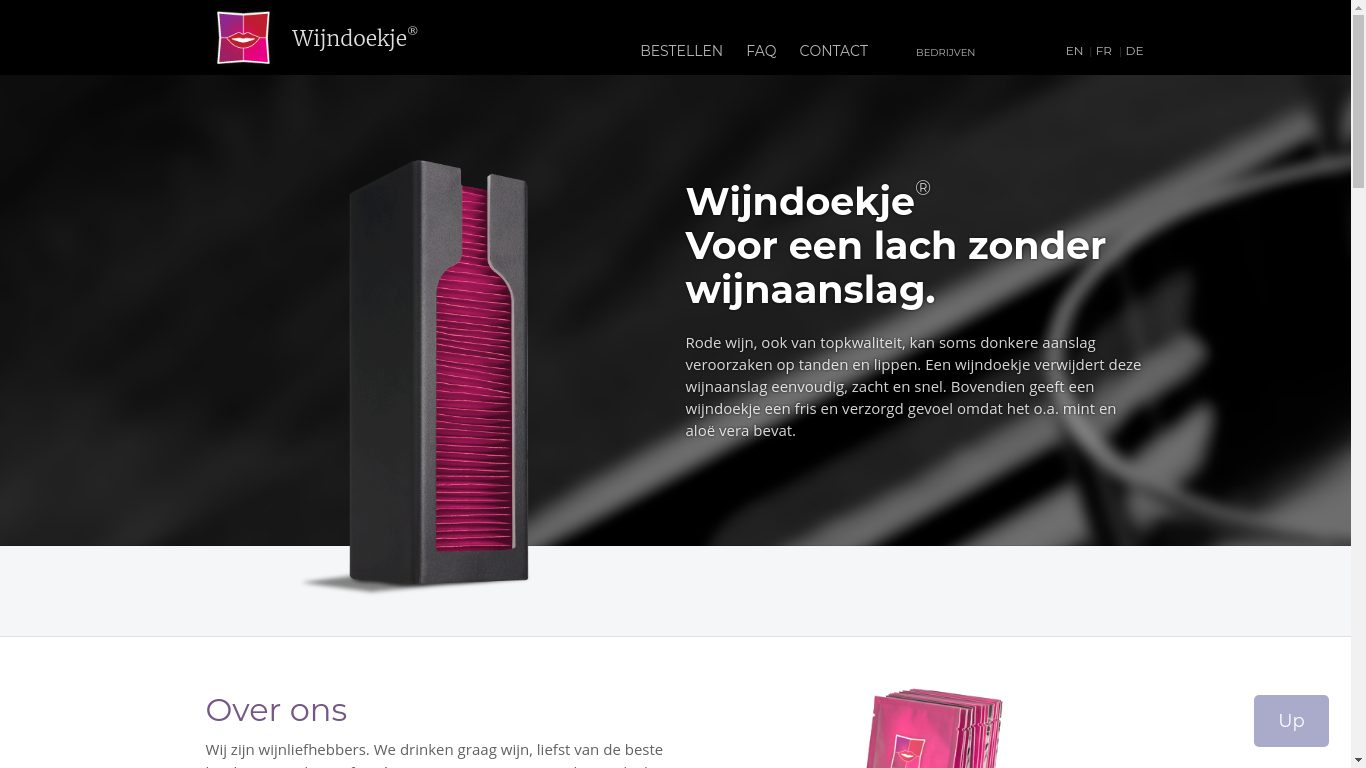 Wijndoekje®
BESTELLEN FAQ CONTACT BEDRIJVEN EN | FR | DE
Wijndoekje®
Voor een lach zonder
wijnaanslag.
Rode wijn, ook van topkwaliteit, kan soms donkere aanslag
veroorzaken op tanden en lippen. Een wijndoekje verwijdert deze
wijnaanslag eenvoudig, zacht en snel. Bovendien geeft een
wijndoekje een fris en verzorgd gevoel omdat het o.a. mint en
aloë vera bevat.
Over ons
Up
Wij zijn wijnliefhebbers. We drinken graag wijn, liefst van de beste